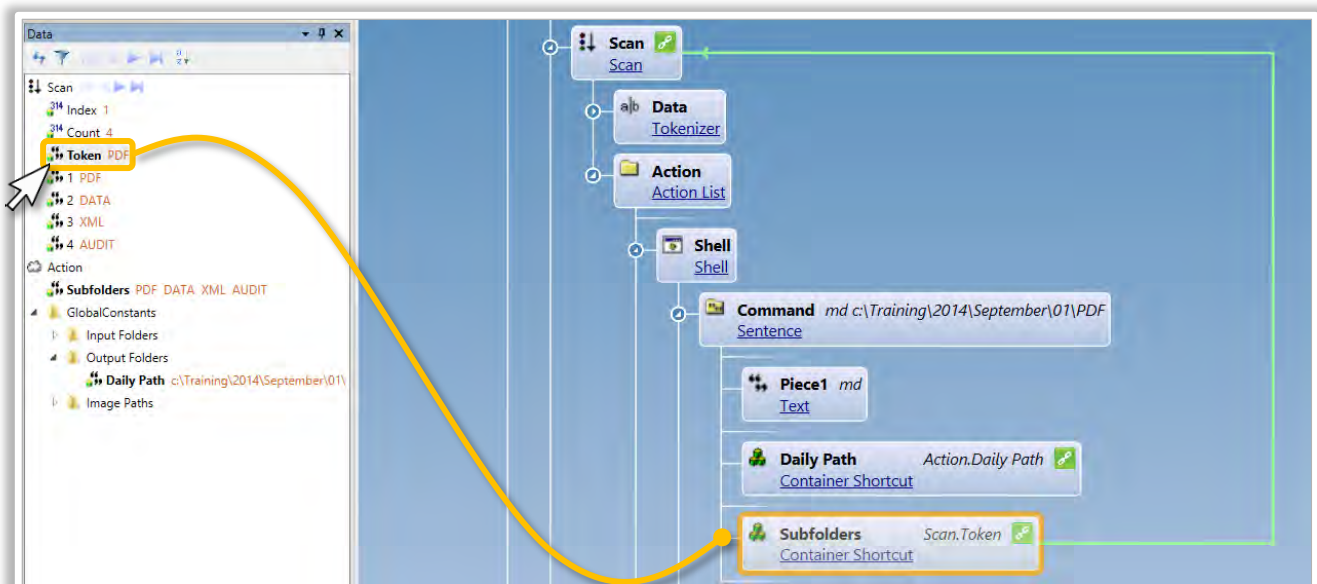 Data
Scan
314 Index 1
314 Count 4
Token PDF
1 PDF
2 DATA
3 XML
4 AUDIT
Action
Subfolders PDF DATA XML AUDIT
GlobalConstants
Input Folders
Output Folders
Daily Path c:\Training\2014\September\01\
Image Paths
Scan
Scan
a|b Data
Tokenizer
Action
Action List
Shell
Shell
Command md c:\Training\2014\September\01\PDF
Sentence
Piece1 md
Text
Daily Path Action.Daily Path
Container Shortcut
Subfolders Scan.Token
Container Shortcut